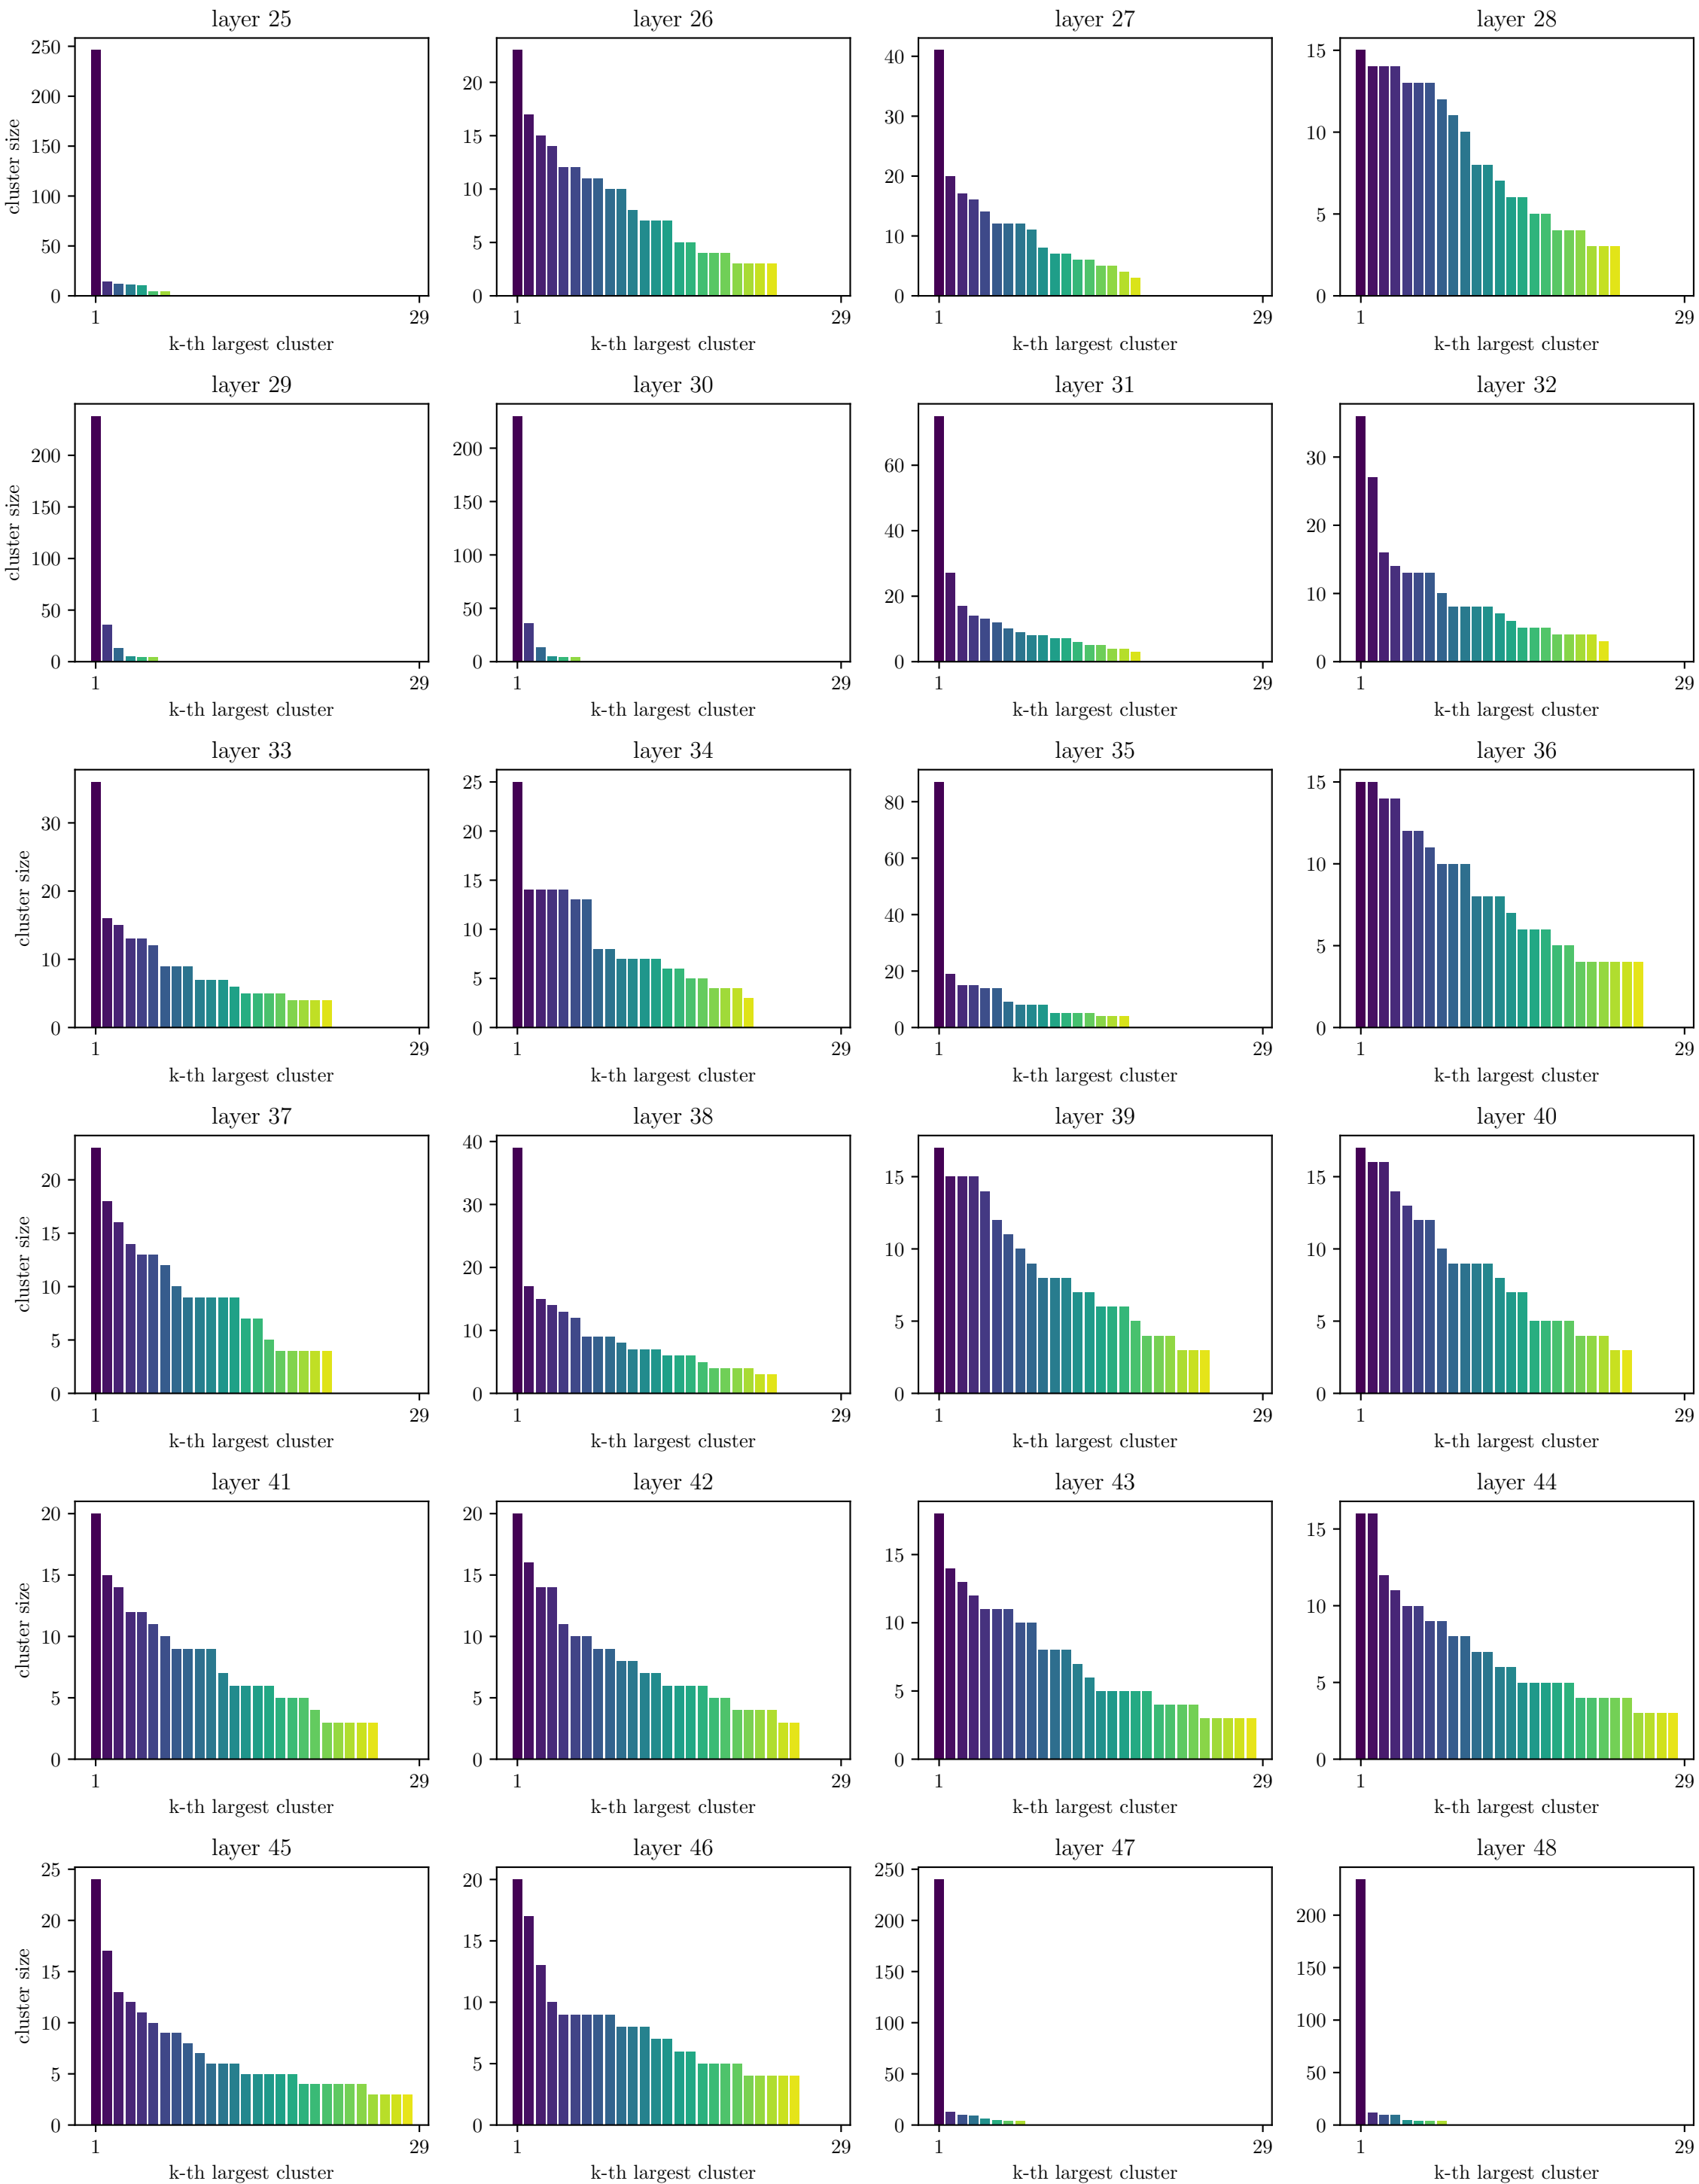 layer 25
layer 26
layer 27
layer 28
cluster size
250
200
150
100
50
0
20
15
10
5
0
40
30
20
10
0
15
10
5
0
1 29
1 29
1 29
1 29
k-th largest cluster
k-th largest cluster
k-th largest cluster
k-th largest cluster
layer 29
layer 30
layer 31
layer 32
cluster size
200
150
100
50
0
200
150
100
50
0
60
40
20
0
30
20
10
0
1 29
1 29
1 29
1 29
k-th largest cluster
k-th largest cluster
k-th largest cluster
k-th largest cluster
layer 33
layer 34
layer 35
layer 36
cluster size
30
20
10
0
25
20
15
10
5
0
80
60
40
20
0
15
10
5
0
1 29
1 29
1 29
1 29
k-th largest cluster
k-th largest cluster
k-th largest cluster
k-th largest cluster
layer 37
layer 38
layer 39
layer 40
cluster size
20
15
10
5
0
40
30
20
10
0
15
10
5
0
15
10
5
0
1 29
1 29
1 29
1 29
k-th largest cluster
k-th largest cluster
k-th largest cluster
k-th largest cluster
layer 41
layer 42
layer 43
layer 44
cluster size
20
15
10
5
0
20
15
10
5
0
15
10
5
0
15
10
5
0
1 29
1 29
1 29
1 29
k-th largest cluster
k-th largest cluster
k-th largest cluster
k-th largest cluster
layer 45
layer 46
layer 47
layer 48
cluster size
25
20
15
10
5
0
20
15
10
5
0
250
200
150
100
50
0
200
150
100
50
0
1 29
1 29
1 29
1 29
k-th largest cluster
k-th largest cluster
k-th largest cluster
k-th largest cluster